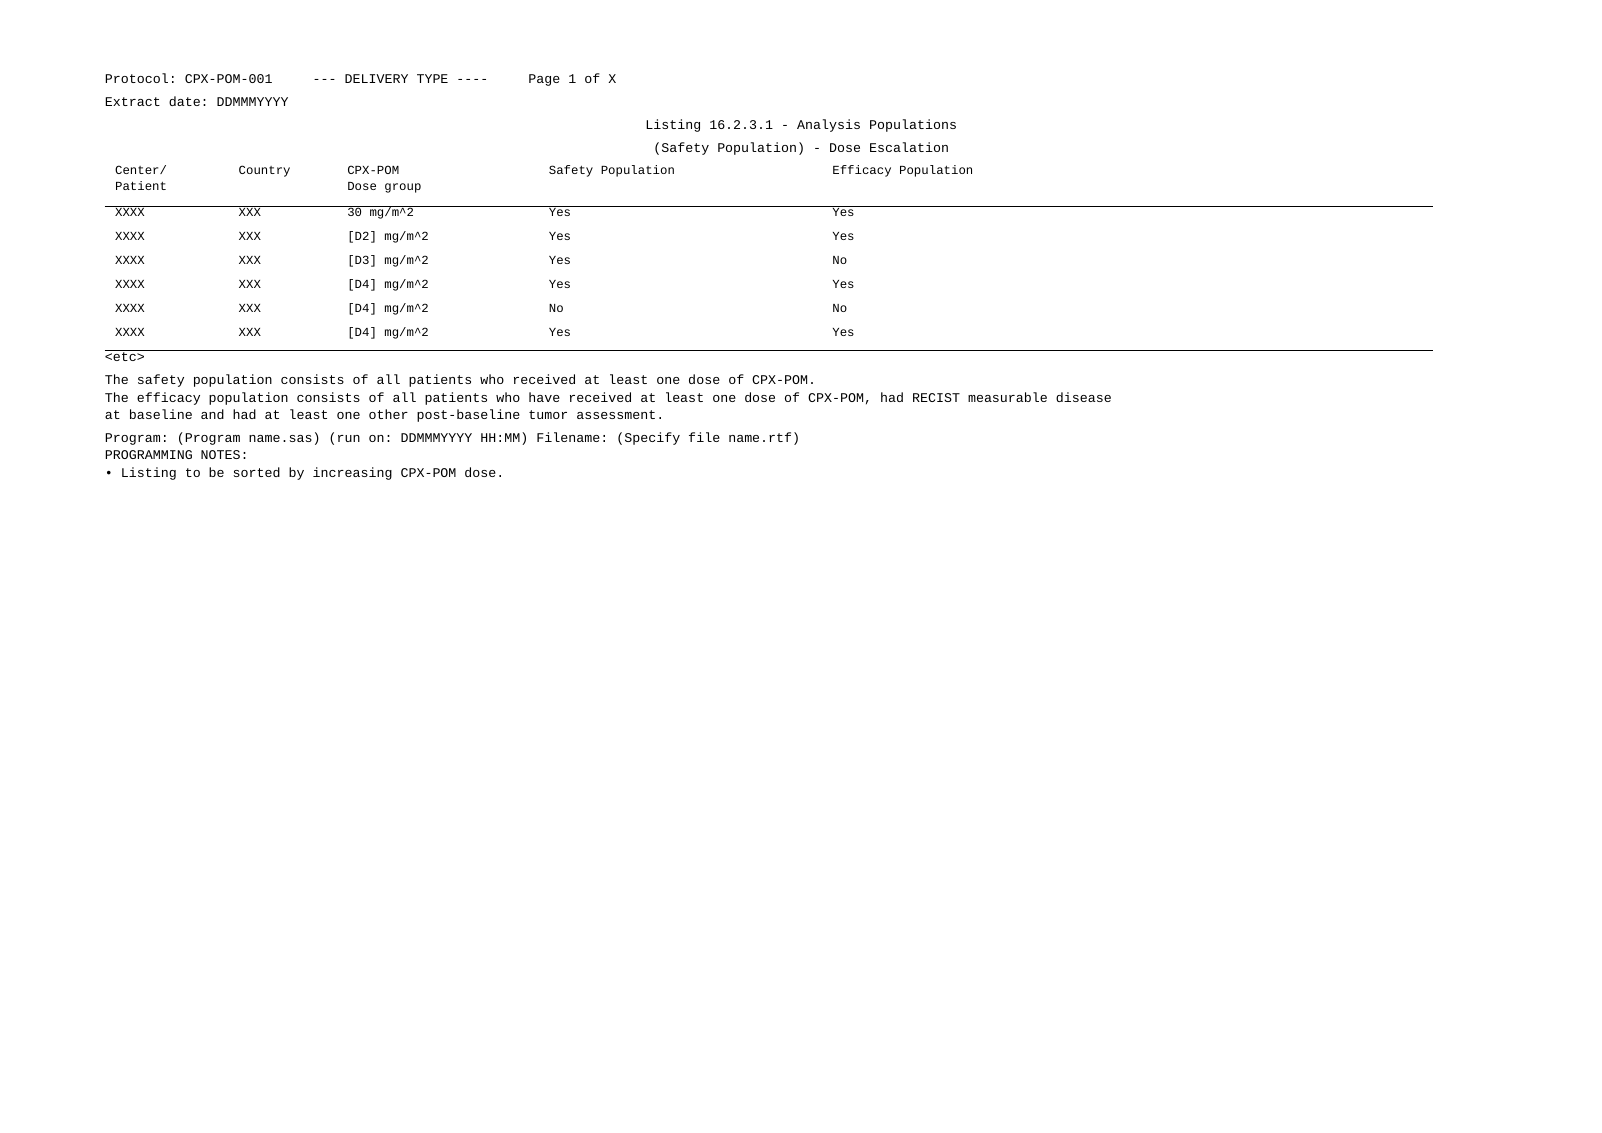 Protocol: CPX-POM-001     --- DELIVERY TYPE ----     Page 1 of X
Extract date: DDMMMYYYY
Listing 16.2.3.1 - Analysis Populations
(Safety Population) - Dose Escalation
Center/ Country CPX-POM Safety Population Efficacy Population
Patient Dose group
XXXX XXX 30 mg/m^2 Yes Yes
XXXX XXX [D2] mg/m^2 Yes Yes
XXXX XXX [D3] mg/m^2 Yes No
XXXX XXX [D4] mg/m^2 Yes Yes
XXXX XXX [D4] mg/m^2 No No
XXXX XXX [D4] mg/m^2 Yes Yes
<etc>
The safety population consists of all patients who received at least one dose of CPX-POM.
The efficacy population consists of all patients who have received at least one dose of CPX-POM, had RECIST measurable disease
at baseline and had at least one other post-baseline tumor assessment.
Program: (Program name.sas) (run on: DDMMMYYYY HH:MM) Filename: (Specify file name.rtf)
PROGRAMMING NOTES:
• Listing to be sorted by increasing CPX-POM dose.